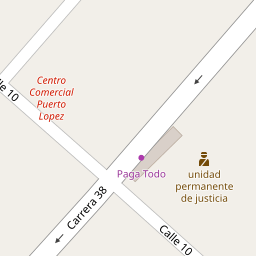 Centro
Comercial
Puerto
Lopez
Calle 10
Paga Todo
unidad
permanente
de justicia
Carrera 38
Calle 10